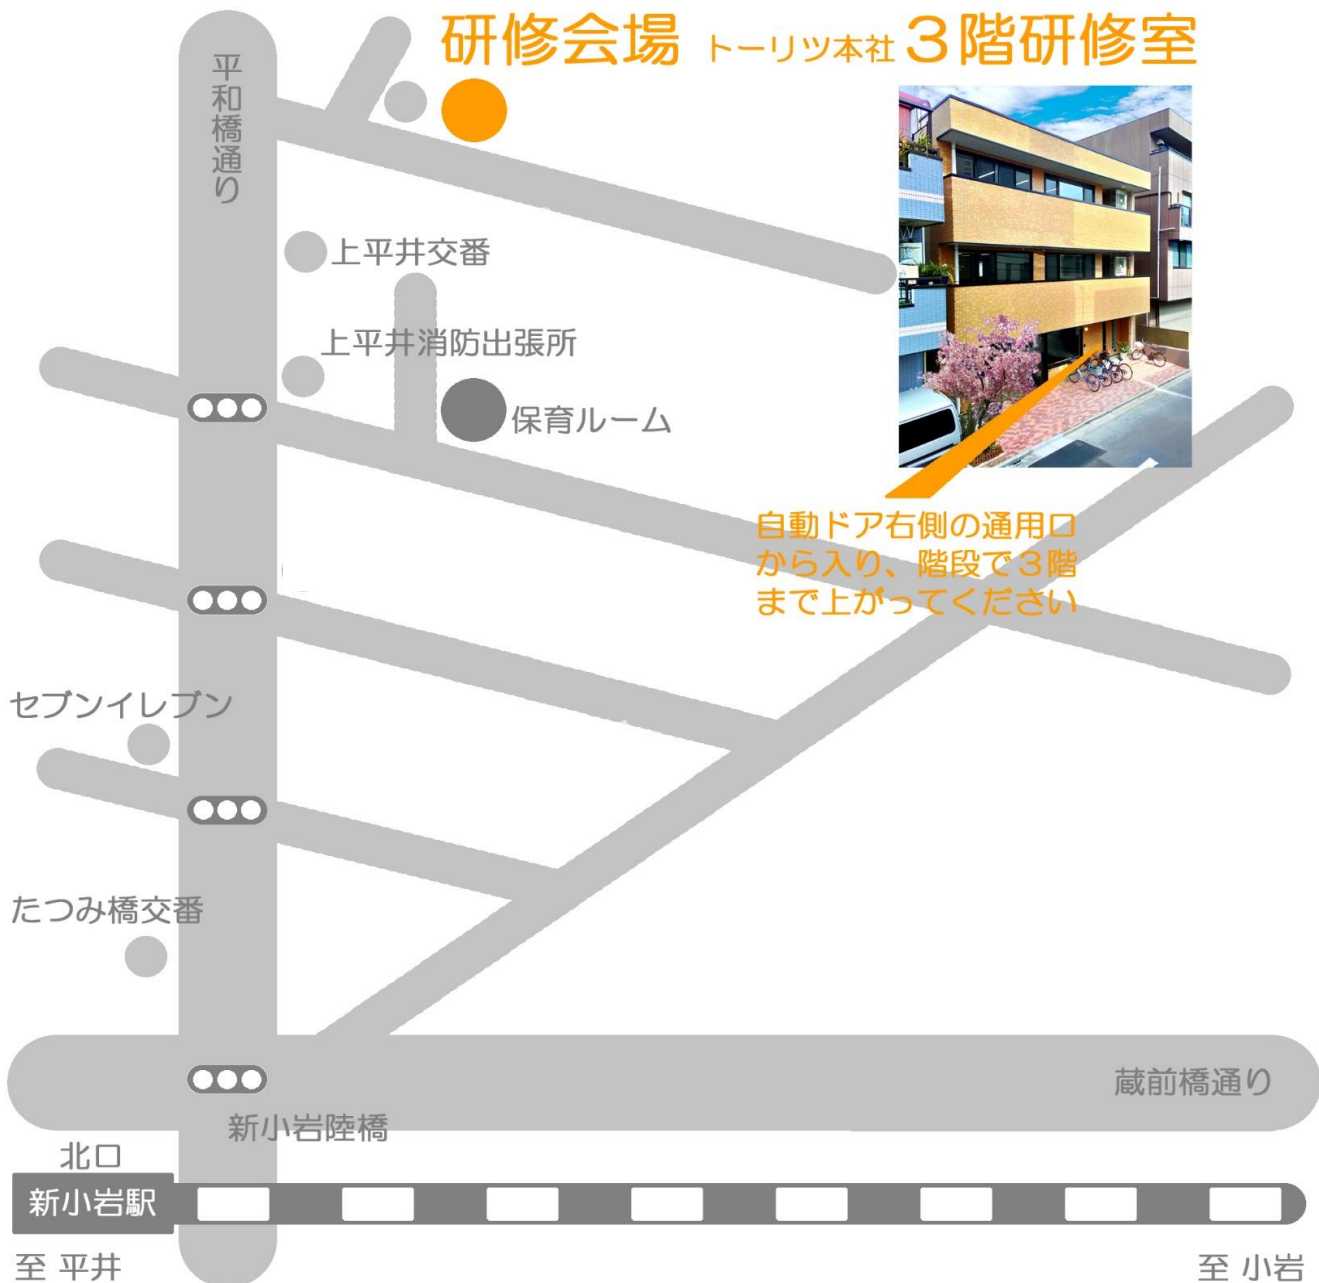 研修会場 トーリツ本社 3階研修室
平和橋通り
上平井交番
上平井消防出張所
保育ルーム
自動ドア右側の通用口
から入り、階段で3階
まで上がってください
セブンイレブン
たつみ橋交番
蔵前橋通り
新小岩陸橋
北口
新小岩駅
至 平井
至 小岩